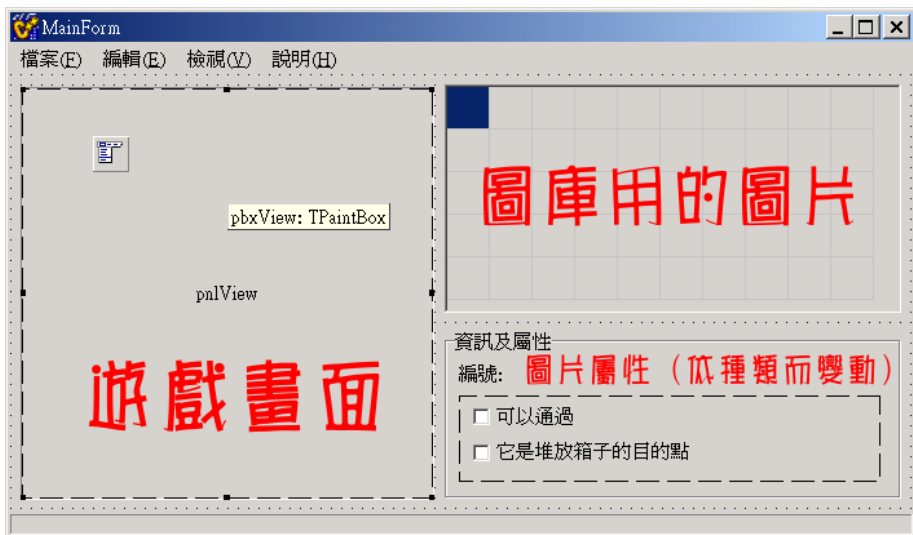 MainForm
檔案(F) 編輯(E) 檢視(V) 說明(H)
pbxView: TPaintBox
pnlView
遊戲畫面
圖庫用的圖片
資訊及屬性
編號: 圖片屬性（依種類而變動）
可以通過
它是堆放箱子的目的點